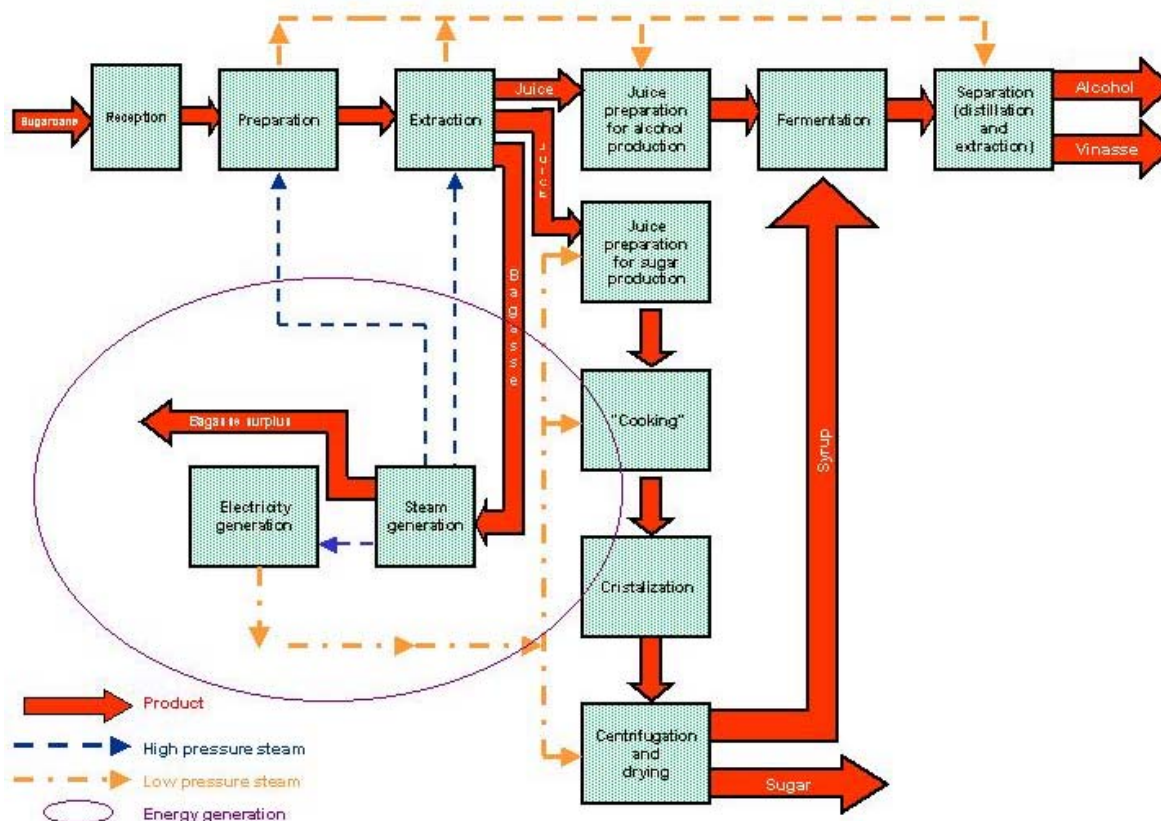 Sugarcane
Reception
Preparation
Extraction
Juice
Juice
preparation
for alcohol
production
Fermentation
Separation
(distillation
and
extraction)
Alcohol
Vinasse
Juice
Juice
preparation
for sugar
production
Bagasse
"Cooking"
Bagasse surplus
Electricity
generation
Steam
generation
Syrup
Cristalization
Centrifugation
and
drying
Sugar
Product
High pressure steam
Low pressure steam
Energy generation